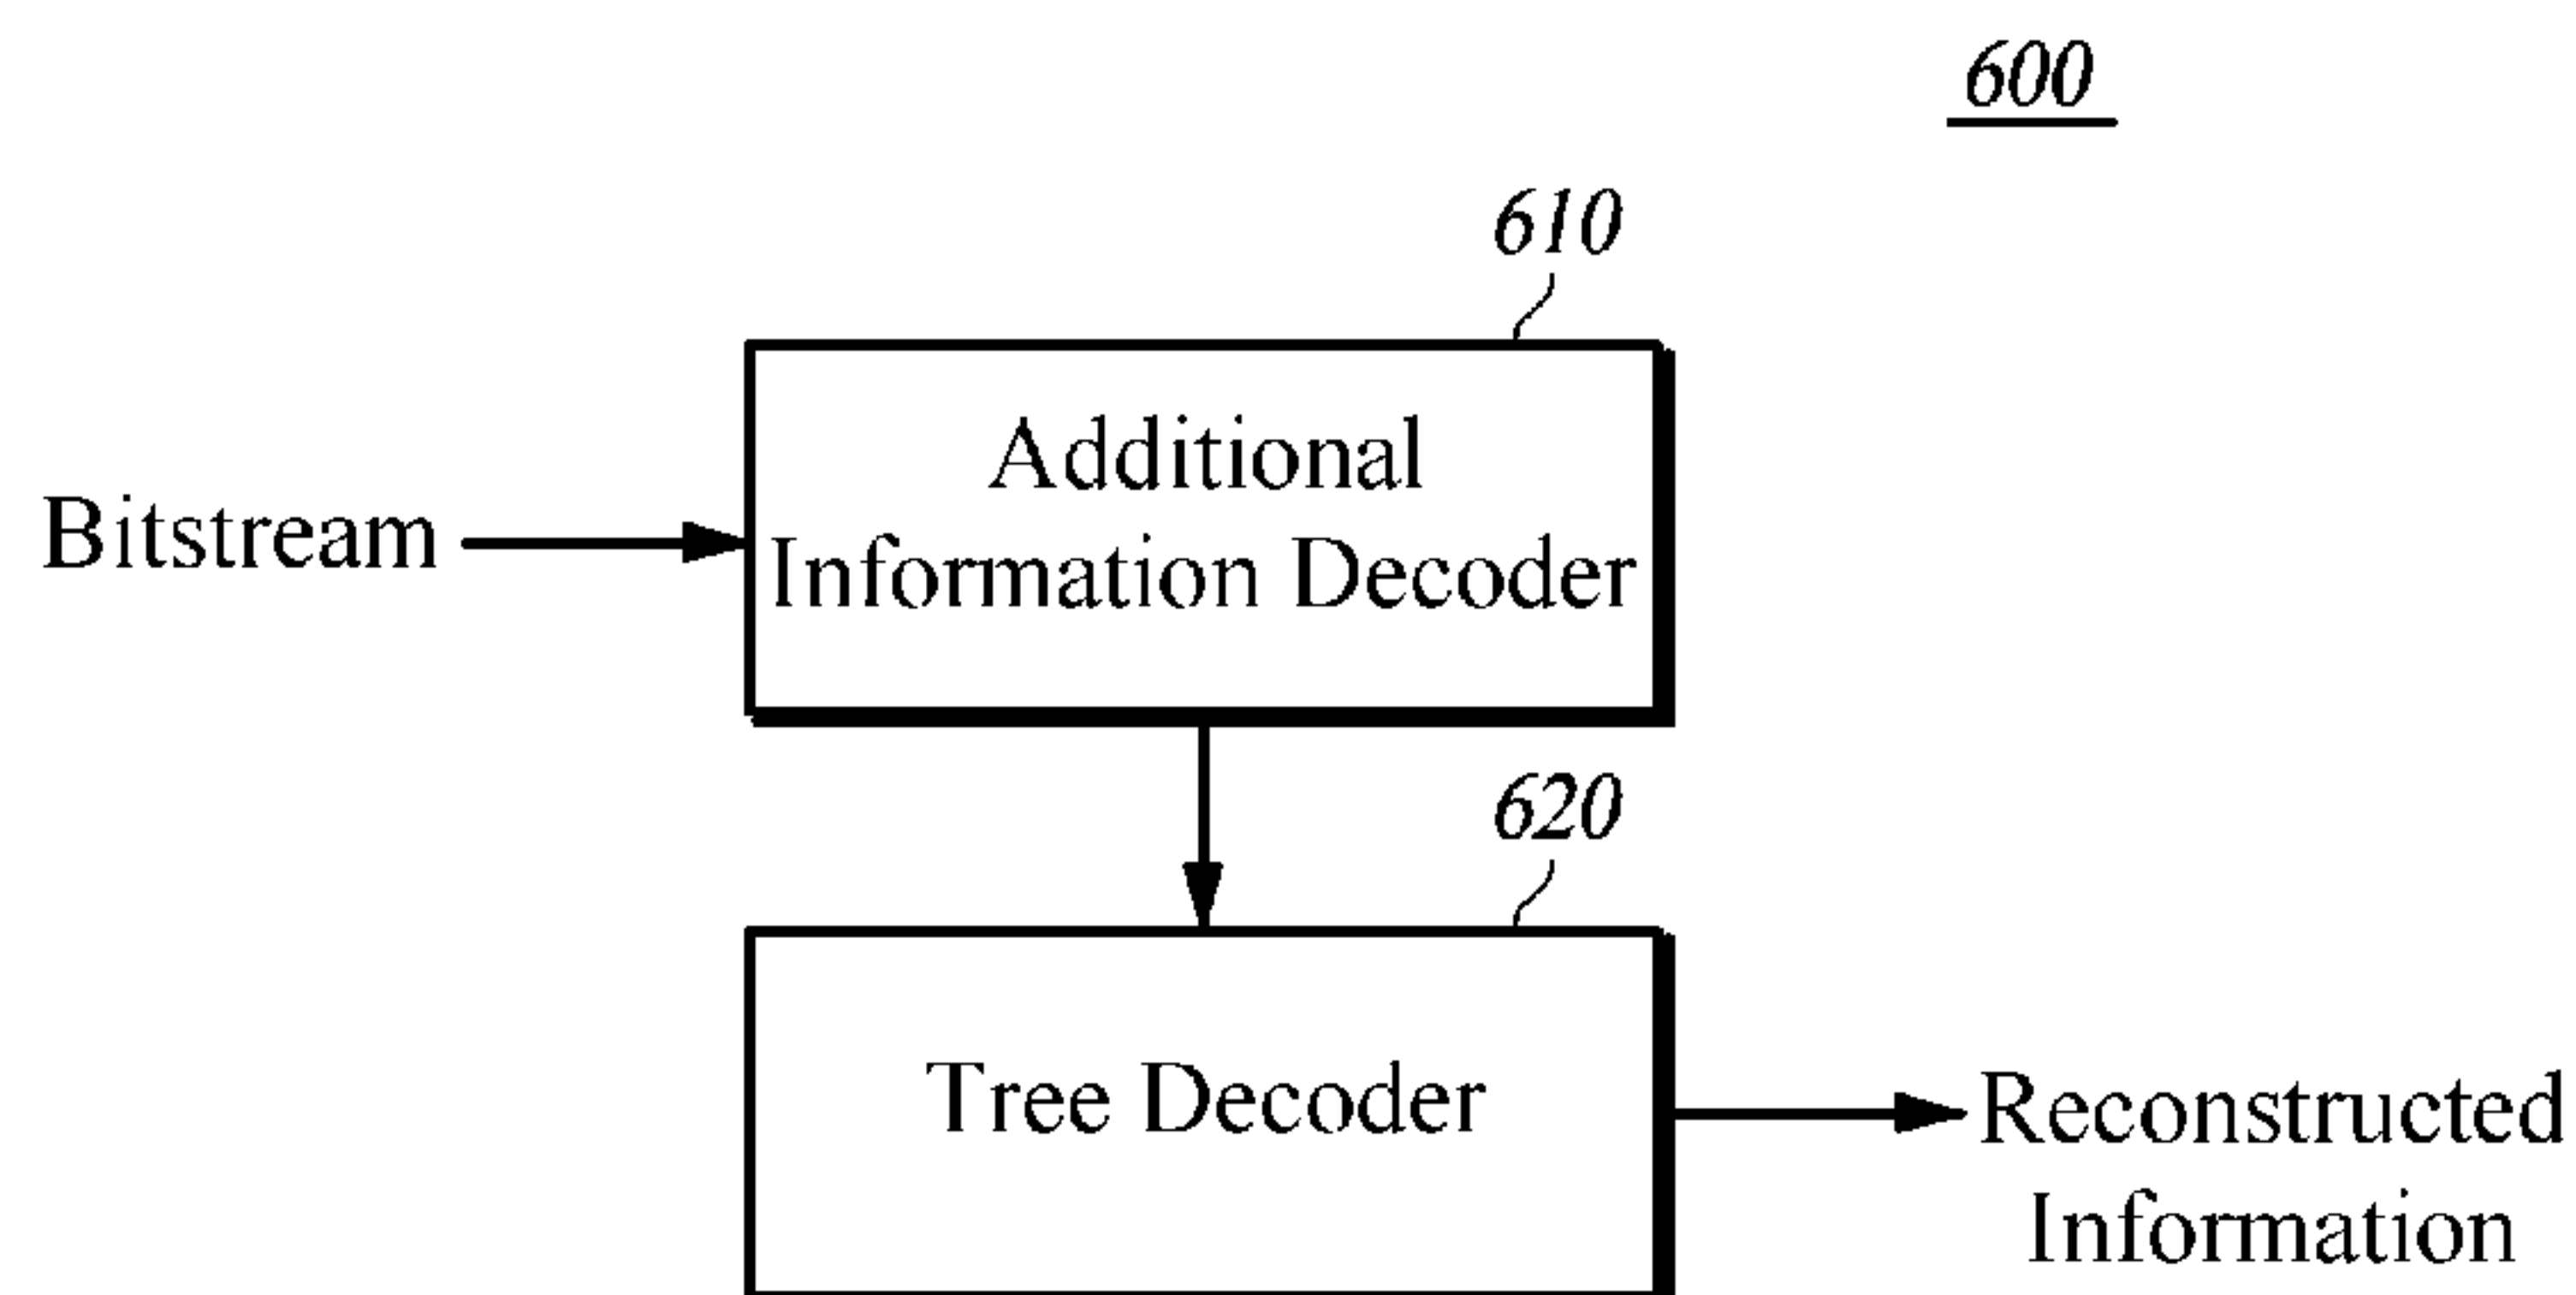 600
610
Additional
Information Decoder
Bitstream
620
Tree Decoder
Reconstructed
Information